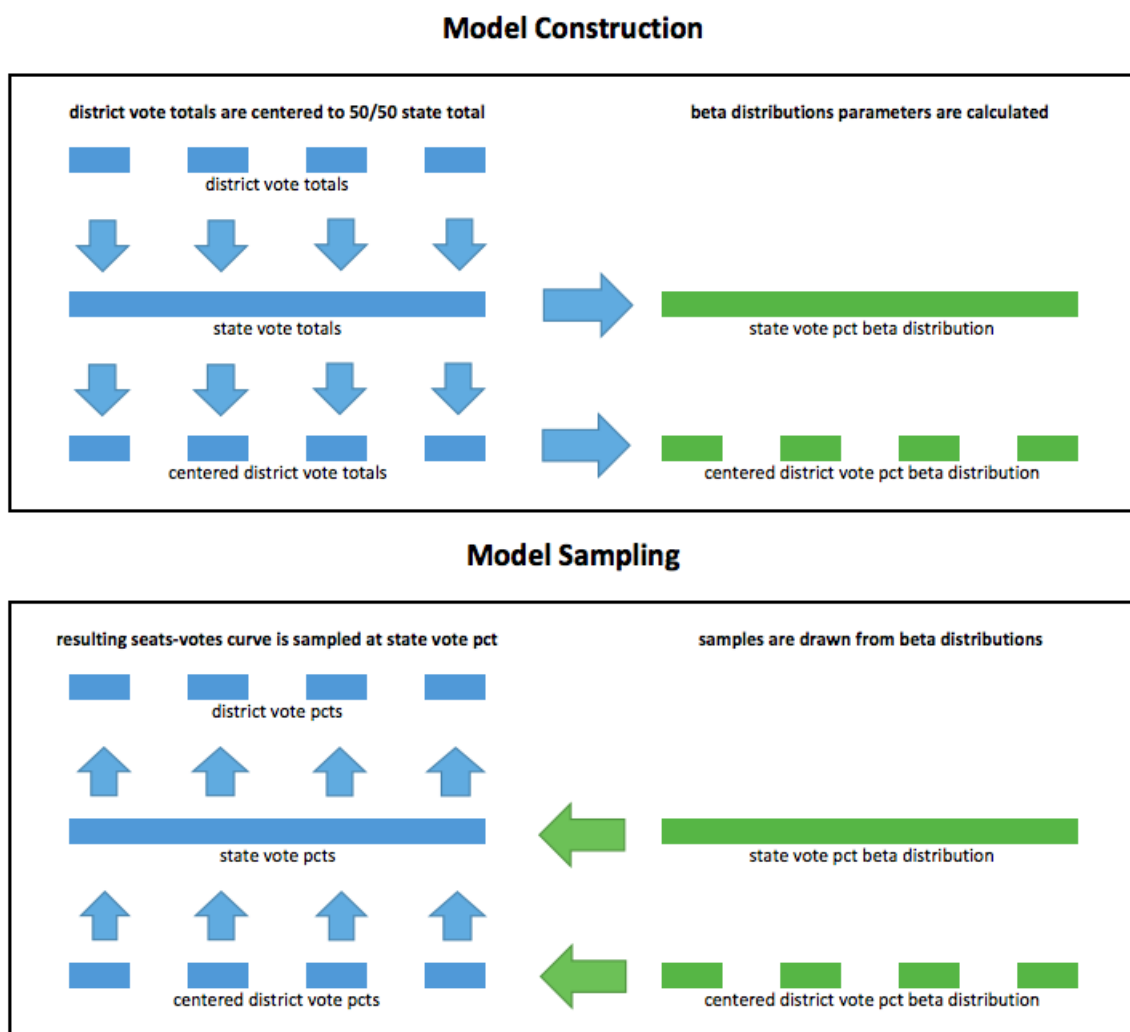 Model Construction
district vote totals are centered to 50/50 state total
beta distributions parameters are calculated
district vote totals
state vote totals
state vote pct beta distribution
centered district vote totals
centered district vote pct beta distribution
Model Sampling
resulting seats-votes curve is sampled at state vote pct
samples are drawn from beta distributions
district vote pcts
state vote pcts
state vote pct beta distribution
centered district vote pcts
centered district vote pct beta distribution